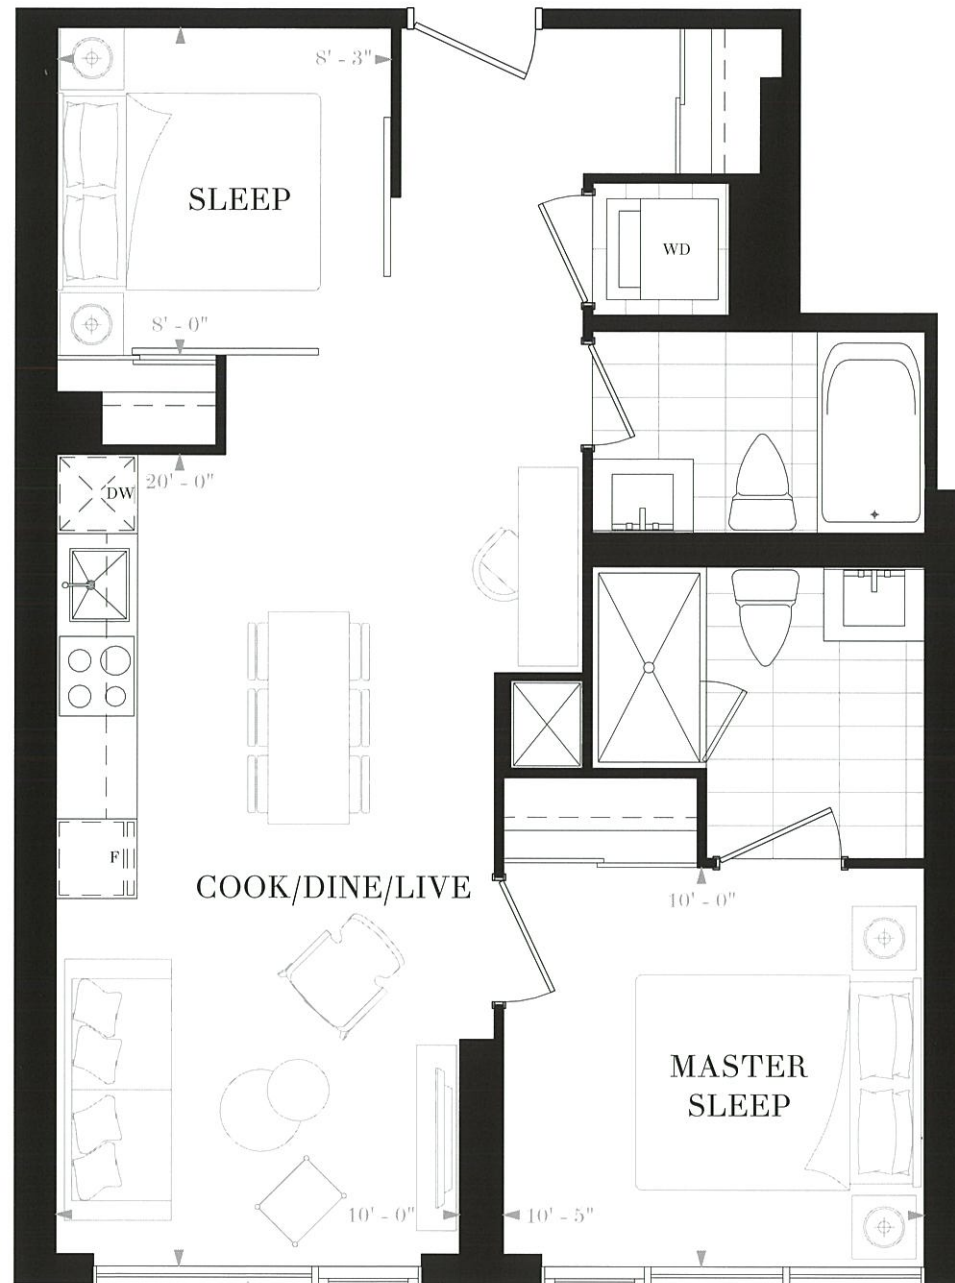 8' - 3"
SLEEP
WD
8' - 0"
DW
20' - 0"
F
COOK/DINE/LIVE
10' - 0"
MASTER
SLEEP
10' - 0"
10' - 5"